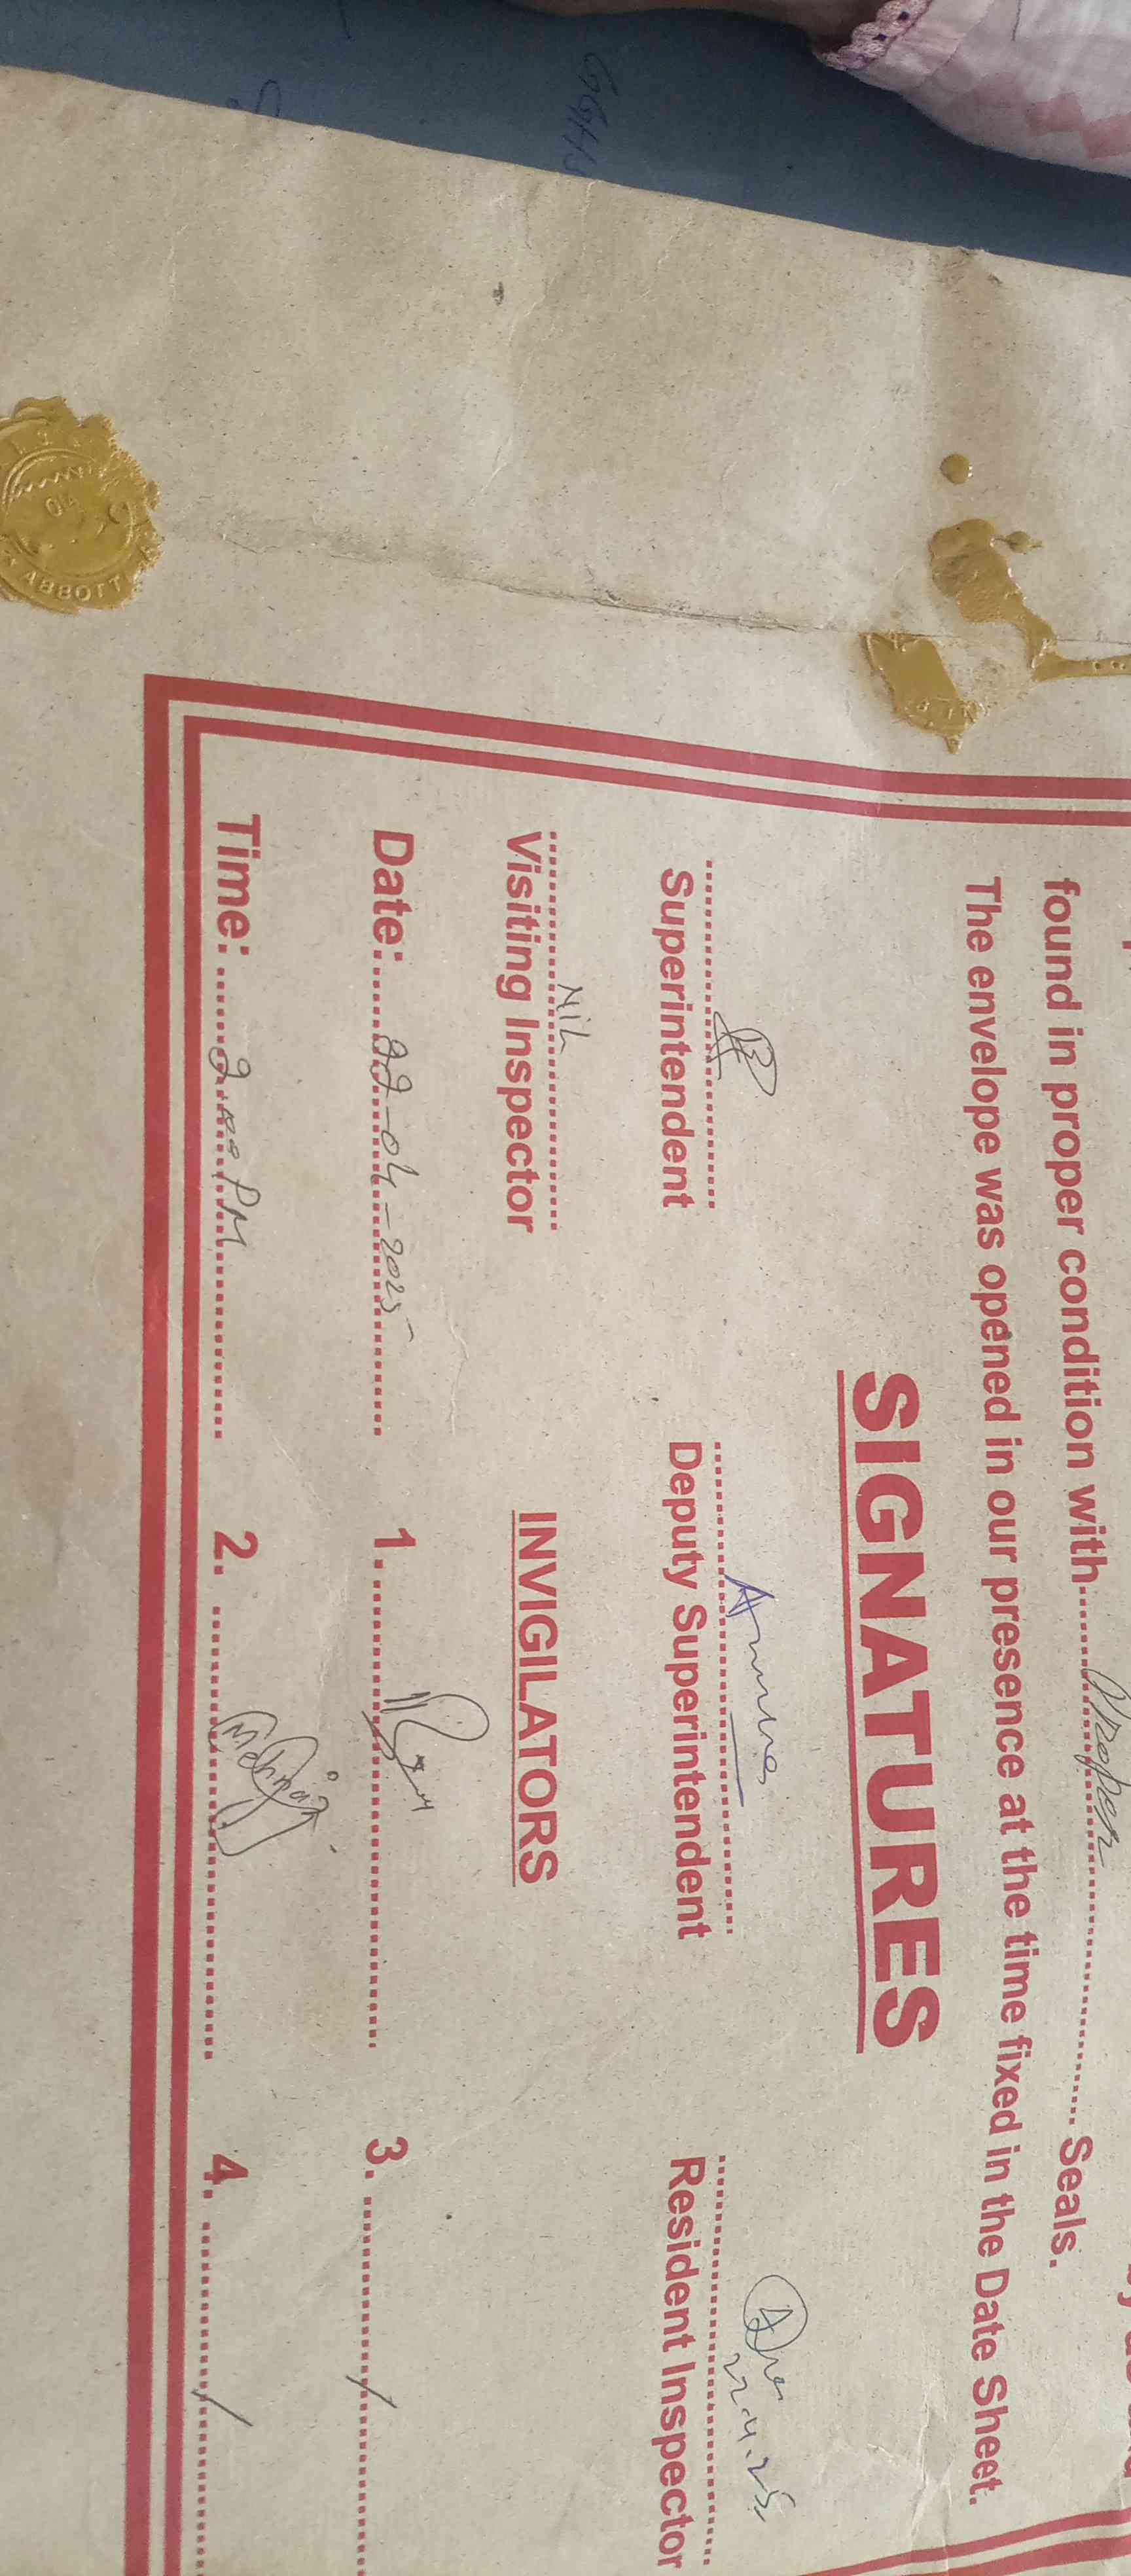 found in proper condition with..........Proper.......... Seals.
The envelope was opened in our presence at the time fixed in the Date Sheet.
SIGNATURES
Superintendent Deputy Superintendent Resident Inspector
22.4.25
Nil
Visiting Inspector
INVIGILATORS
Date: 22-04-2025 1. 3. /
Time: 2:00 PM 2. 4. /
ABBOTT
GGHS